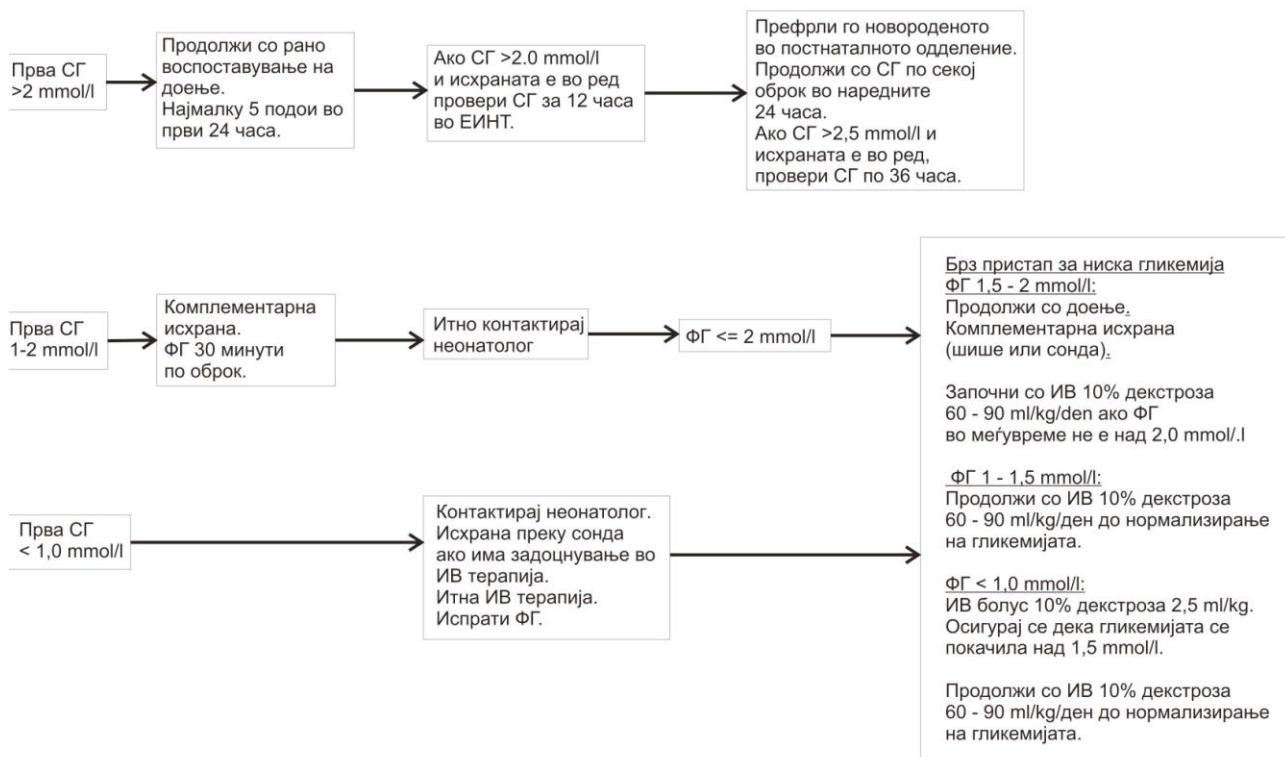 Прва СГ
>2 mmol/l
Продолжи со рано
воспоставување на
доење.
Најмалку 5 подои во
први 24 часа.
Ако СГ >2.0 mmol/l
и исхраната е во ред
провери СГ за 12 часа
во ЕИНТ.
Префрли го новороденото
во постнаталното одделение.
Продолжи со СГ по секој
оброк во наредните
24 часа.
Ако СГ >2,5 mmol/l и
исхраната е во ред,
провери СГ по 36 часа.
Прва СГ
1-2 mmol/l
Комплементарна
исхрана.
ФГ 30 минути
по оброк.
Итно контактирај
неонатолог
ФГ <= 2 mmol/l
Прва СГ
< 1,0 mmol/l
Контактирај неонатолог.
Исхрана преку сонда
ако има задоцнување во
ИВ терапија.
Итна ИВ терапија.
Испрати ФГ.
Брз пристап за ниска гликемија
ФГ 1,5 - 2 mmol/l:
Продолжи со доење.
Комплементарна исхрана
(шише или сонда).
Започни со ИВ 10% декстроза
60 - 90 ml/kg/den ако ФГ
во меѓувреме не е над 2,0 mmol/.l
ФГ 1 - 1,5 mmol/l:
Продолжи со ИВ 10% декстроза
60 - 90 ml/kg/ден до нормализирање
на гликемијата.
ФГ < 1,0 mmol/l:
ИВ болус 10% декстроза 2,5 ml/kg.
Осигурај се дека гликемијата се
покачила над 1,5 mmol/l.
Продолжи со ИВ 10% декстроза
60 - 90 ml/kg/ден до нормализирање
на гликемијата.